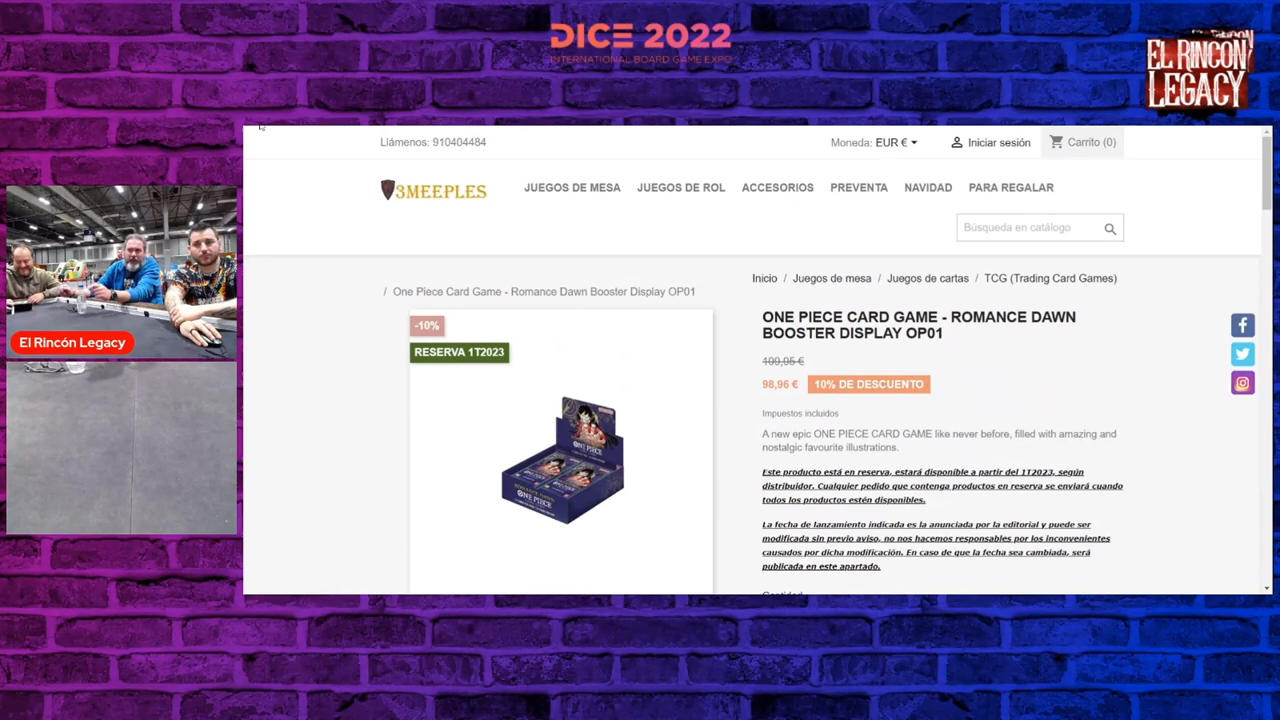 DICE 2022
INTERNATIONAL BOARD GAME EXPO
EL RINCON
LEGACY
Llámenos: 910404484
Moneda: EUR €
Iniciar sesión
Carrito (0)
3MEEPLES
JUEGOS DE MESA
JUEGOS DE ROL
ACCESORIOS
PREVENTA
NAVIDAD
PARA REGALAR
Búsqueda en catálogo
Inicio / Juegos de mesa / Juegos de cartas / TCG (Trading Card Games)
/ One Piece Card Game - Romance Dawn Booster Display OP01
-10%
RESERVA 1T2023
ONE PIECE
ROMANCE DAWN
ONE PIECE
ONE PIECE CARD GAME - ROMANCE DAWN
BOOSTER DISPLAY OP01
109,95 €
98,96 €
10% DE DESCUENTO
Impuestos incluidos
A new epic ONE PIECE CARD GAME like never before, filled with amazing and
nostalgic favourite illustrations.
Este producto está en reserva, estará disponible a partir del 1T2023, según
distribuidor. Cualquier pedido que contenga productos en reserva se enviará cuando
todos los productos estén disponibles.
La fecha de lanzamiento indicada es la anunciada por la editorial y puede ser
modificada sin previo aviso, no nos hacemos responsables por los inconvenientes
causados por dicha modificación. En caso de que la fecha sea cambiada, será
publicada en este apartado.
El Rincón Legacy